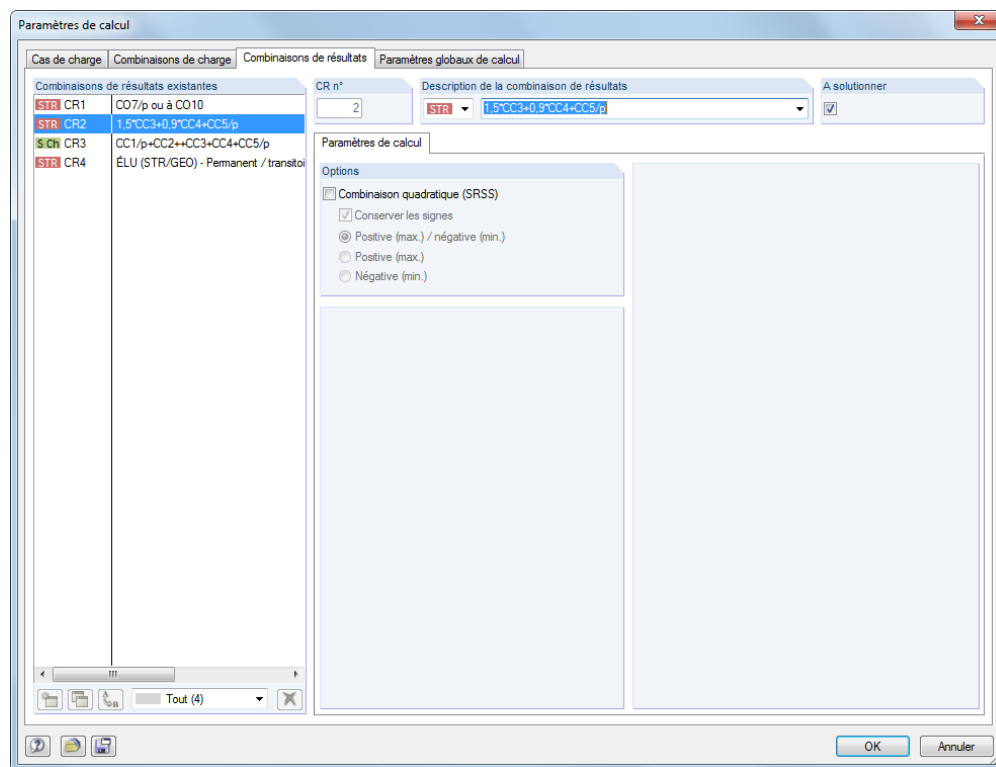 Paramètres de calcul
Cas de charge Combinaisons de charge Combinaisons de résultats Paramètres globaux de calcul
Combinaisons de résultats existantes
STR CR1 CO7/p ou à CO10
STR CR2 1,5*CC3+0,9*CC4+CC5/p
S Ch CR3 CC1/p+CC2++CC3+CC4+CC5/p
STR CR4 ÉLU (STR/GEO) - Permanent / transitoi
Tout (4)
CR n°
2
Description de la combinaison de résultats
STR 1,5*CC3+0,9*CC4+CC5/p
A solutionner
Paramètres de calcul
Options
Combinaison quadratique (SRSS)
Conserver les signes
Positive (max.) / négative (min.)
Positive (max.)
Négative (min.)
OK Annuler